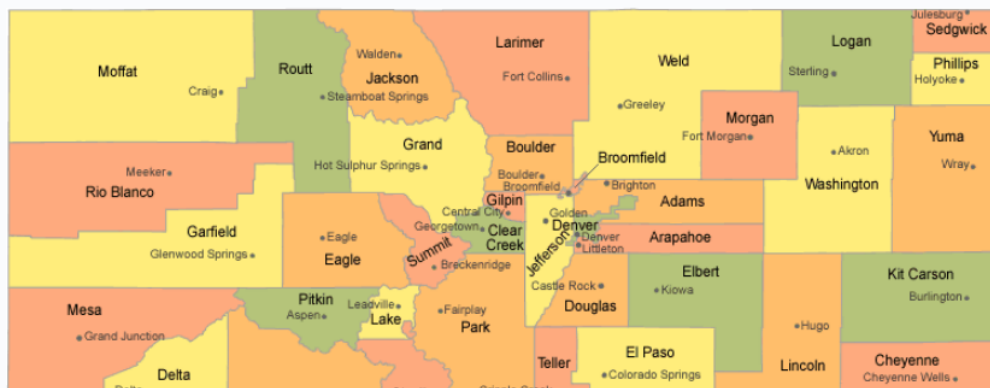 Julesburg
Sedgwick
Larimer
Logan
Walden
Weld
Phillips
Moffat
Routt
Jackson
Fort Collins
Sterling
Holyoke
Craig
Steamboat Springs
Greeley
Morgan
Fort Morgan
Grand
Boulder
Yuma
Broomfield
Akron
Meeker
Hot Sulphur Springs
Boulder
Wray
Rio Blanco
Broomfield
Brighton
Washington
Gilpin
Adams
Central City
Golden
Garfield
Georgetown
Clear
Creek
Denver
Eagle
Jefferson
Denver
Arapahoe
Glenwood Springs
Eagle
Summit
Littleton
Breckenridge
Elbert
Kit Carson
Castle Rock
Kiowa
Pitkin
Leadville
Burlington
Mesa
Aspen
Fairplay
Douglas
Lake
Park
Hugo
Grand Junction
El Paso
Teller
Lincoln
Cheyenne
Delta
Colorado Springs
Cheyenne Wells